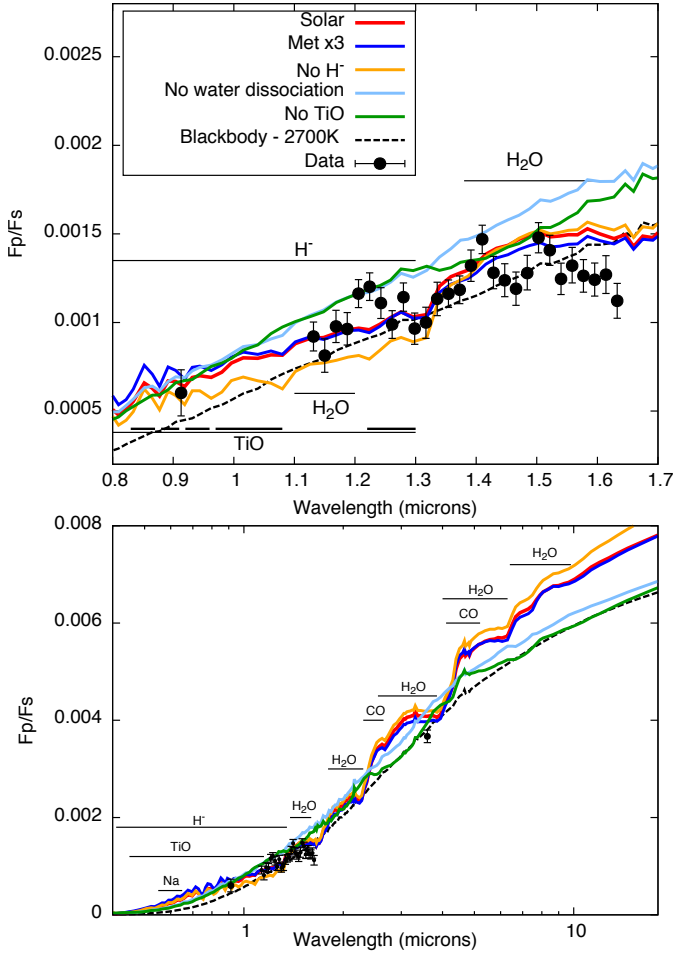 0.0025
0.002
0.0015
0.001
0.0005
Fp/Fs
Solar
Met x3
No H-
No water dissociation
No TiO
Blackbody - 2700K
Data
H2O
H-
H2O
TiO
0.8 0.9 1 1.1 1.2 1.3 1.4 1.5 1.6 1.7
Wavelength (microns)
0.008
0.006
0.004
0.002
0
Fp/Fs
H2O
H2O
CO
H2O
CO
H2O
H2O
H-
TiO
Na
1 10
Wavelength (microns)